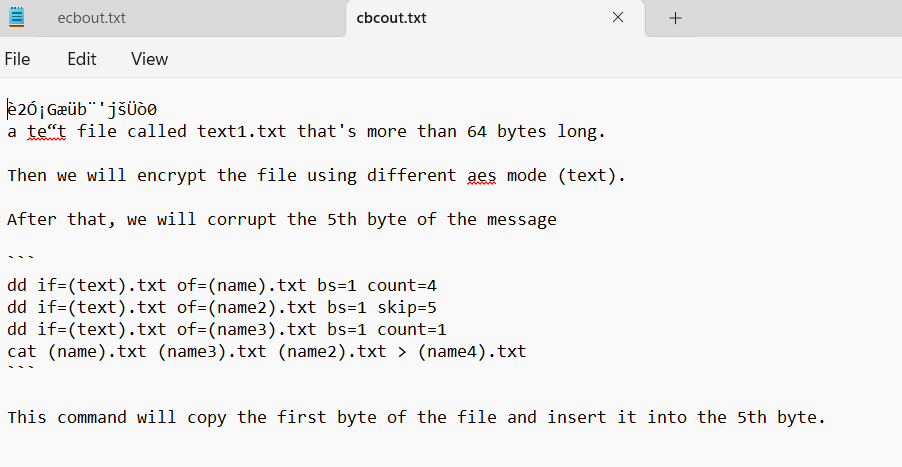 ecbout.txt
cbcout.txt
File Edit View
è2Ó¡Gæüb¨'jšÜò0
a te“t file called text1.txt that's more than 64 bytes long.
Then we will encrypt the file using different aes mode (text).
After that, we will corrupt the 5th byte of the message
```
dd if=(text).txt of=(name).txt bs=1 count=4
dd if=(text).txt of=(name2).txt bs=1 skip=5
dd if=(text).txt of=(name3).txt bs=1 count=1
cat (name).txt (name3).txt (name2).txt > (name4).txt
```
This command will copy the first byte of the file and insert it into the 5th byte.